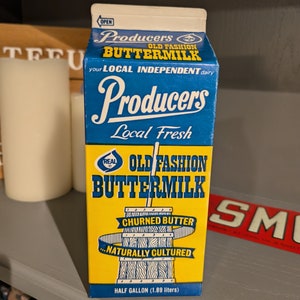 OPEN
Producers
OLD FASHION
BUTTERMILK
your LOCAL INDEPENDENT dairy
Producers
Local Fresh
REAL
OLD FASHION
BUTTERMILK
CHURNED BUTTER
NATURALLY CULTURED
HALF GALLON (1.89 liters)
SMO